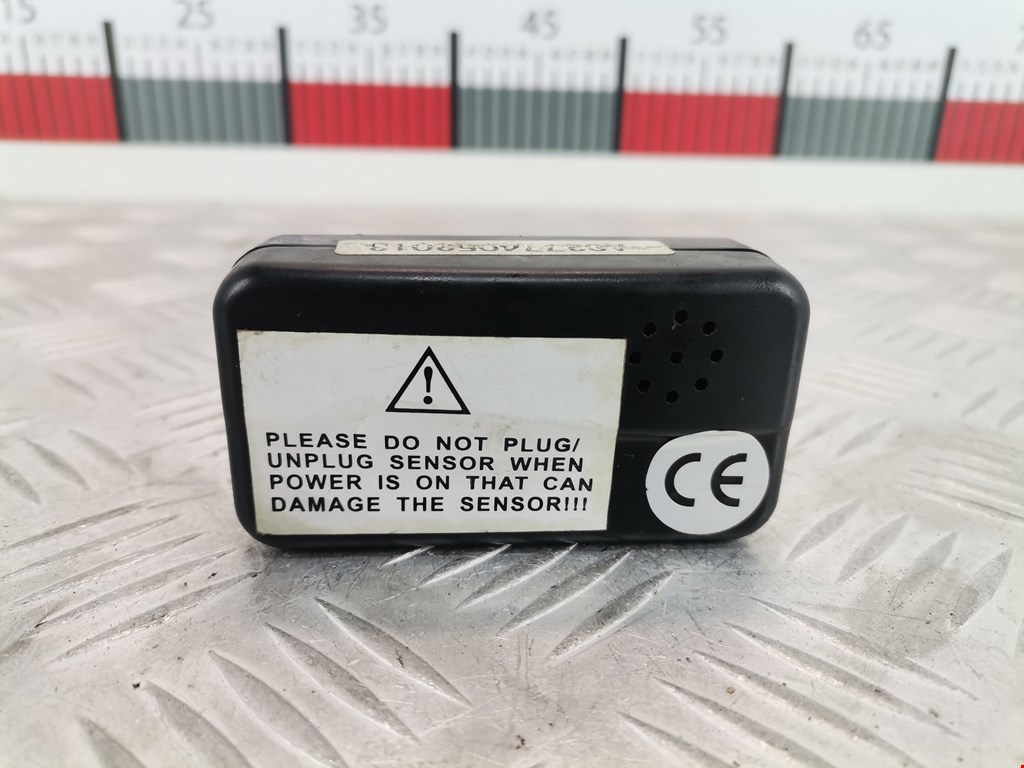 15 25 35 45 55 65
PLEASE DO NOT PLUG/
UNPLUG SENSOR WHEN
POWER IS ON THAT CAN
DAMAGE THE SENSOR!!!
CE